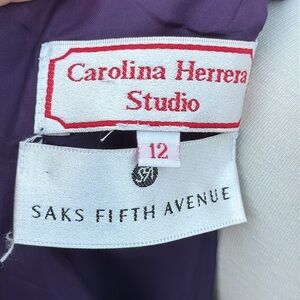 Carolina Herrera
Studio
12
SAKS FIFTH AVENUE